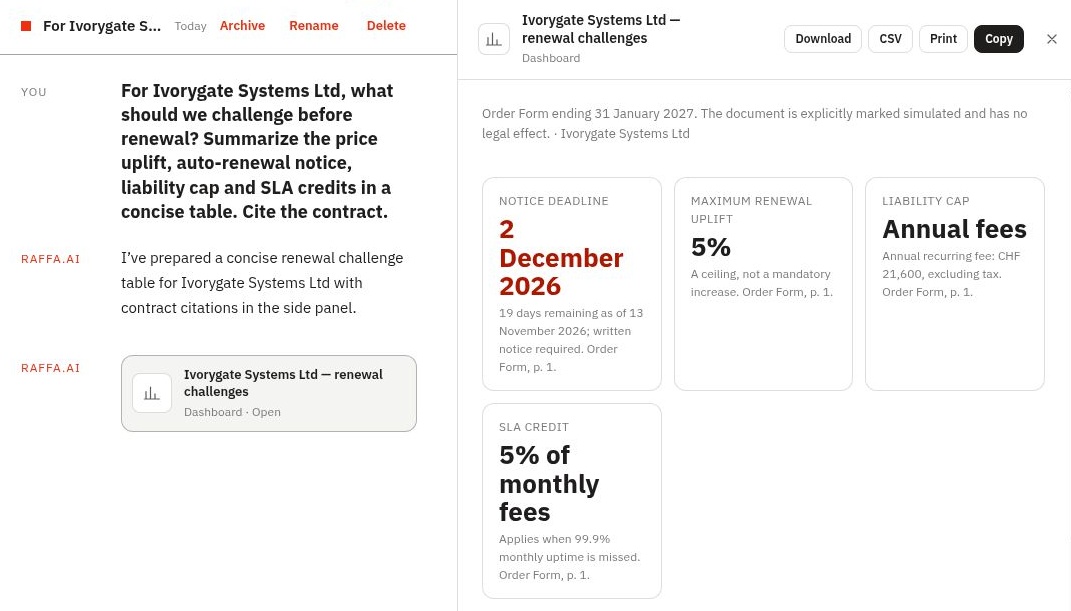 For Ivorygate S... Today Archive Rename Delete
YOU
For Ivorygate Systems Ltd, what
should we challenge before
renewal? Summarize the price
uplift, auto-renewal notice,
liability cap and SLA credits in a
concise table. Cite the contract.
RAFFA.AI
I’ve prepared a concise renewal challenge
table for Ivorygate Systems Ltd with
contract citations in the side panel.
RAFFA.AI
Ivorygate Systems Ltd — renewal
challenges
Dashboard · Open
Ivorygate Systems Ltd —
renewal challenges
Dashboard
Download CSV Print Copy
Order Form ending 31 January 2027. The document is explicitly marked simulated and has no
legal effect. · Ivorygate Systems Ltd
NOTICE DEADLINE
2
December
2026
19 days remaining as of 13
November 2026; written
notice required. Order
Form, p. 1.
MAXIMUM RENEWAL
UPLIFT
5%
A ceiling, not a mandatory
increase. Order Form, p. 1.
LIABILITY CAP
Annual fees
Annual recurring fee: CHF
21,600, excluding tax.
Order Form, p. 1.
SLA CREDIT
5% of
monthly
fees
Applies when 99.9%
monthly uptime is missed.
Order Form, p. 1.